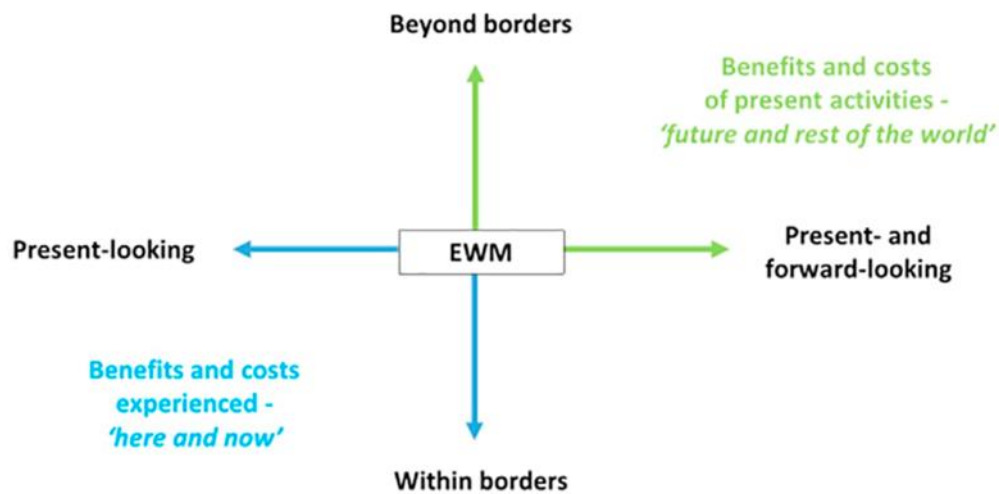 Beyond borders
Benefits and costs
of present activities -
‘future and rest of the world’
Present-looking
EWM
Present- and
forward-looking
Benefits and costs
experienced -
‘here and now’
Within borders